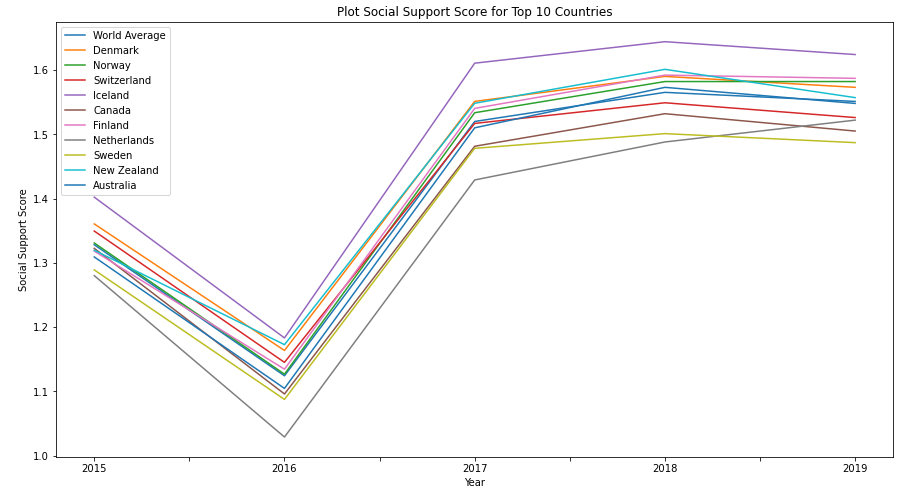 Plot Social Support Score for Top 10 Countries
World Average
Denmark
Norway
Switzerland
Iceland
Canada
Finland
Netherlands
Sweden
New Zealand
Australia
Social Support Score
1.6
1.5
1.4
1.3
1.2
1.1
1.0
2015 2016 2017 2018 2019
Year